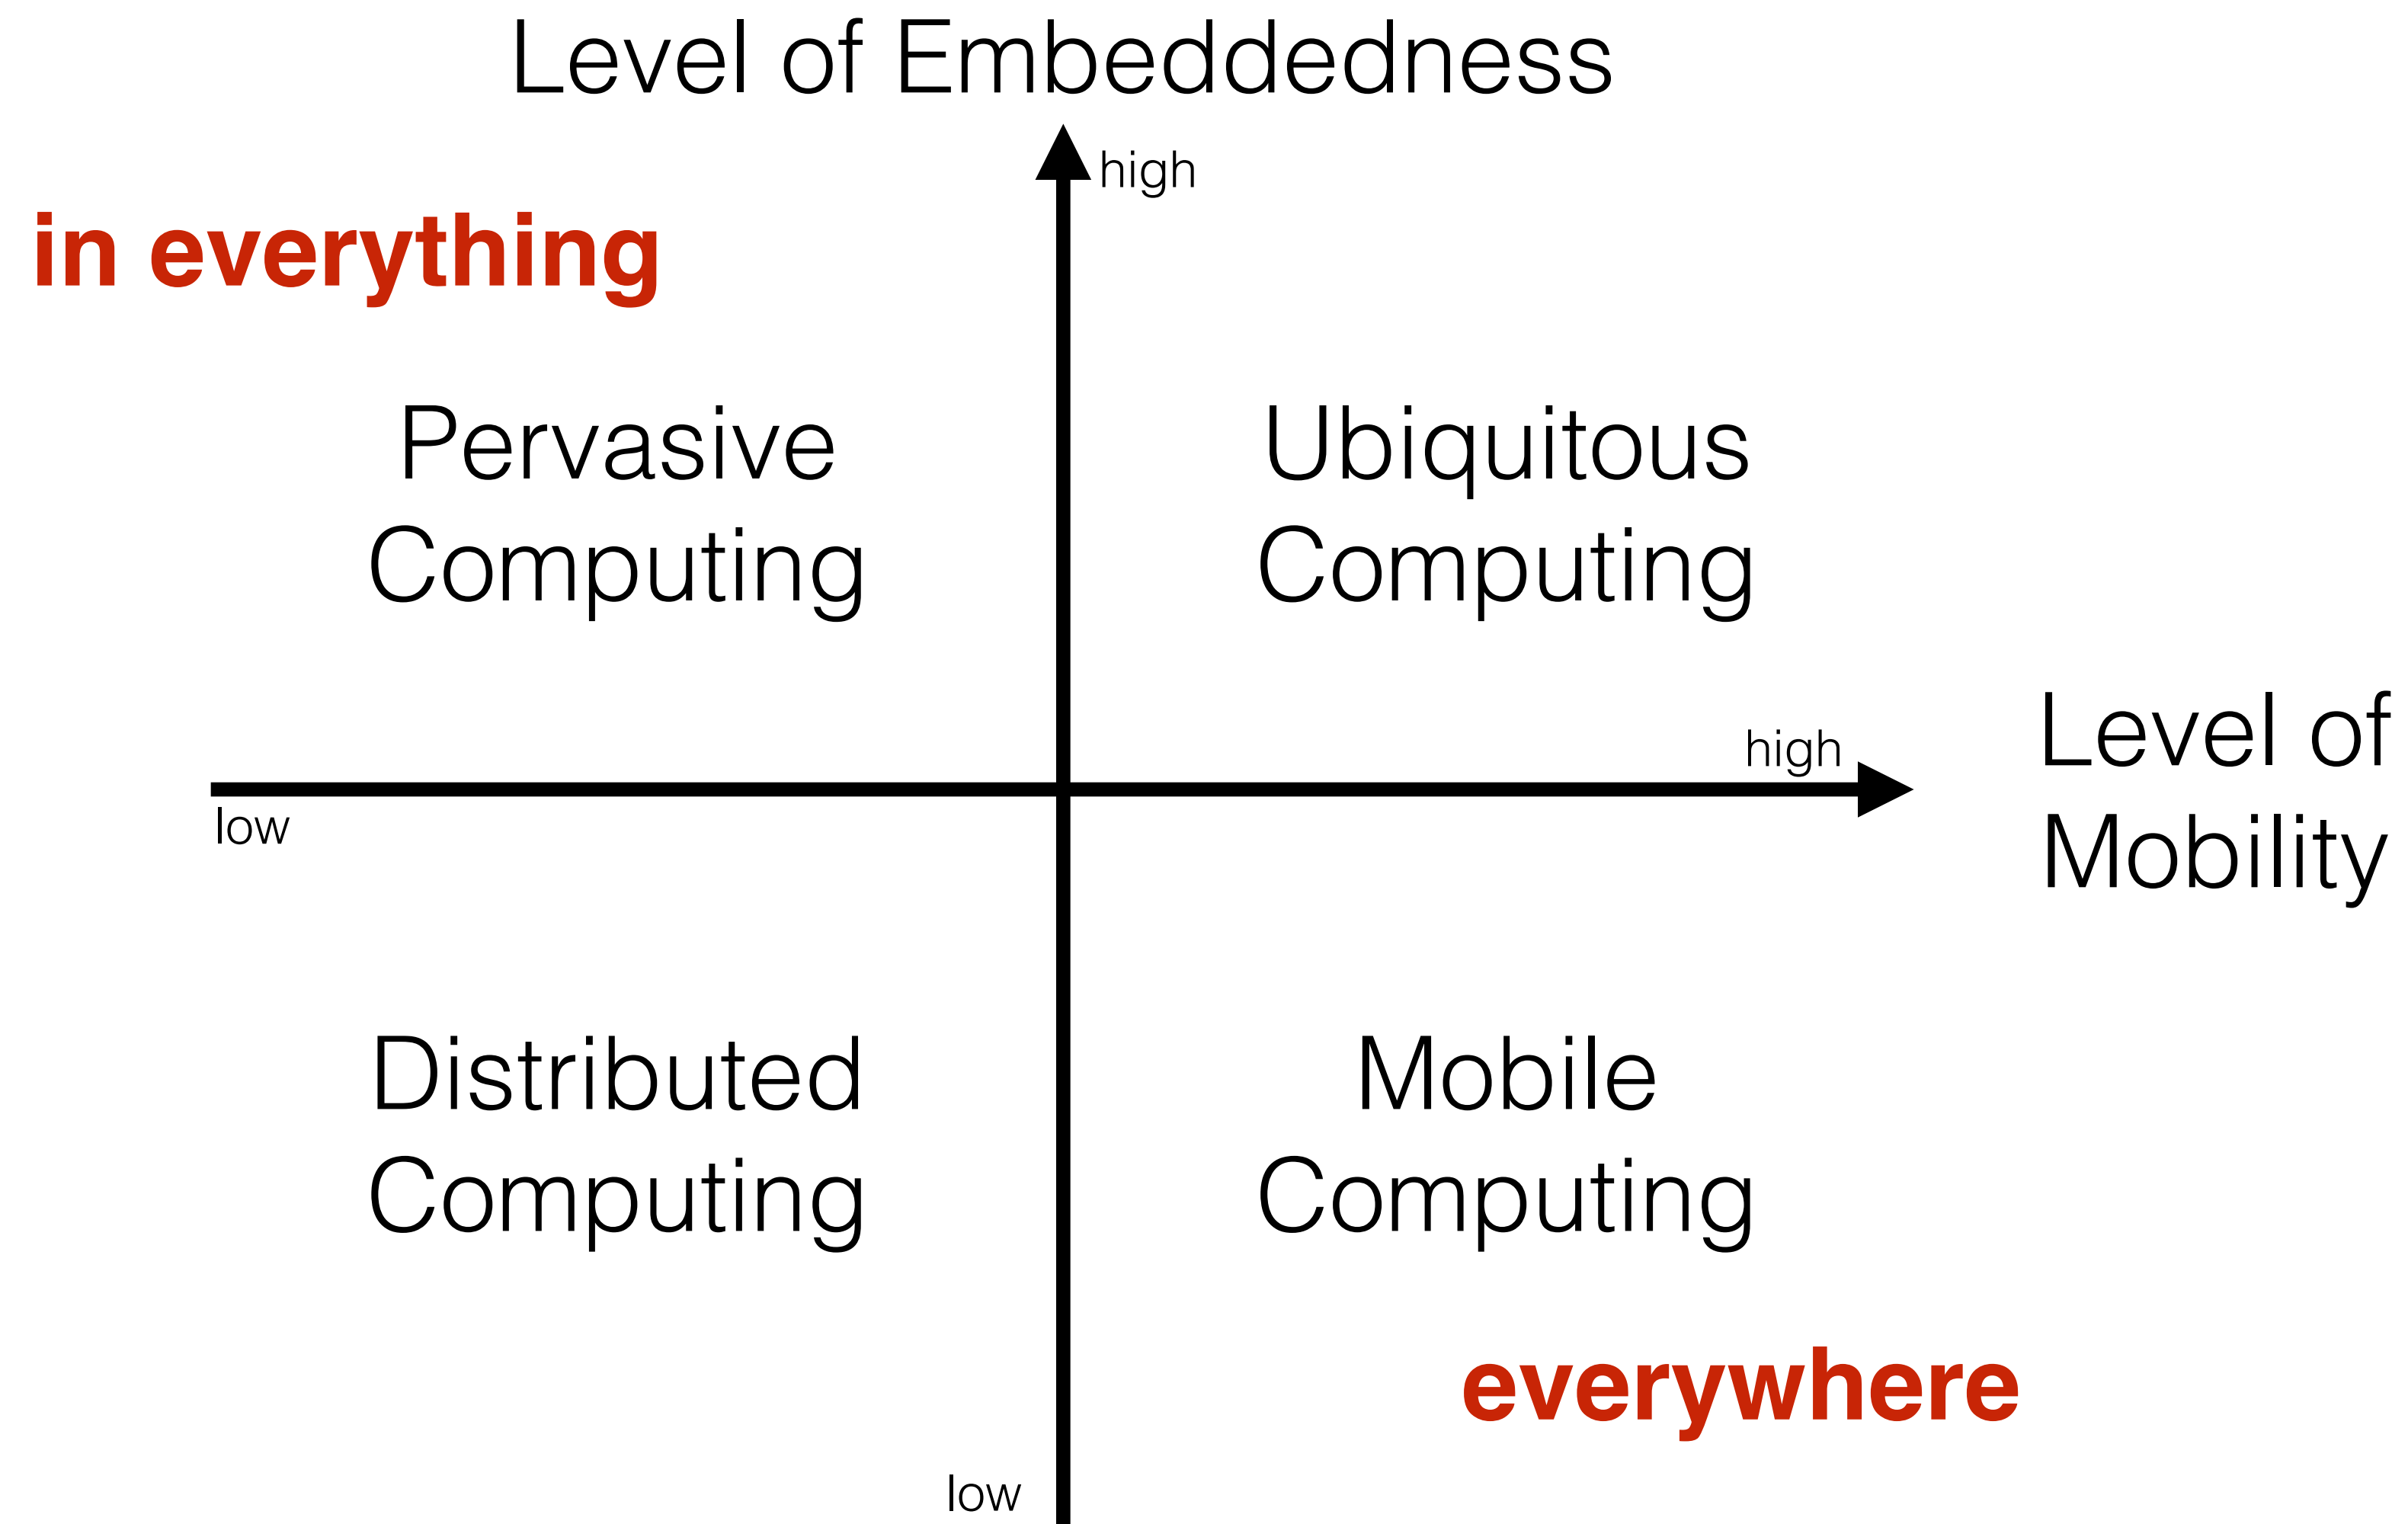 Level of Embeddedness
high
in everything
Pervasive
Computing
Ubiquitous
Computing
high
Level of
Mobility
low
Distributed
Computing
Mobile
Computing
everywhere
low